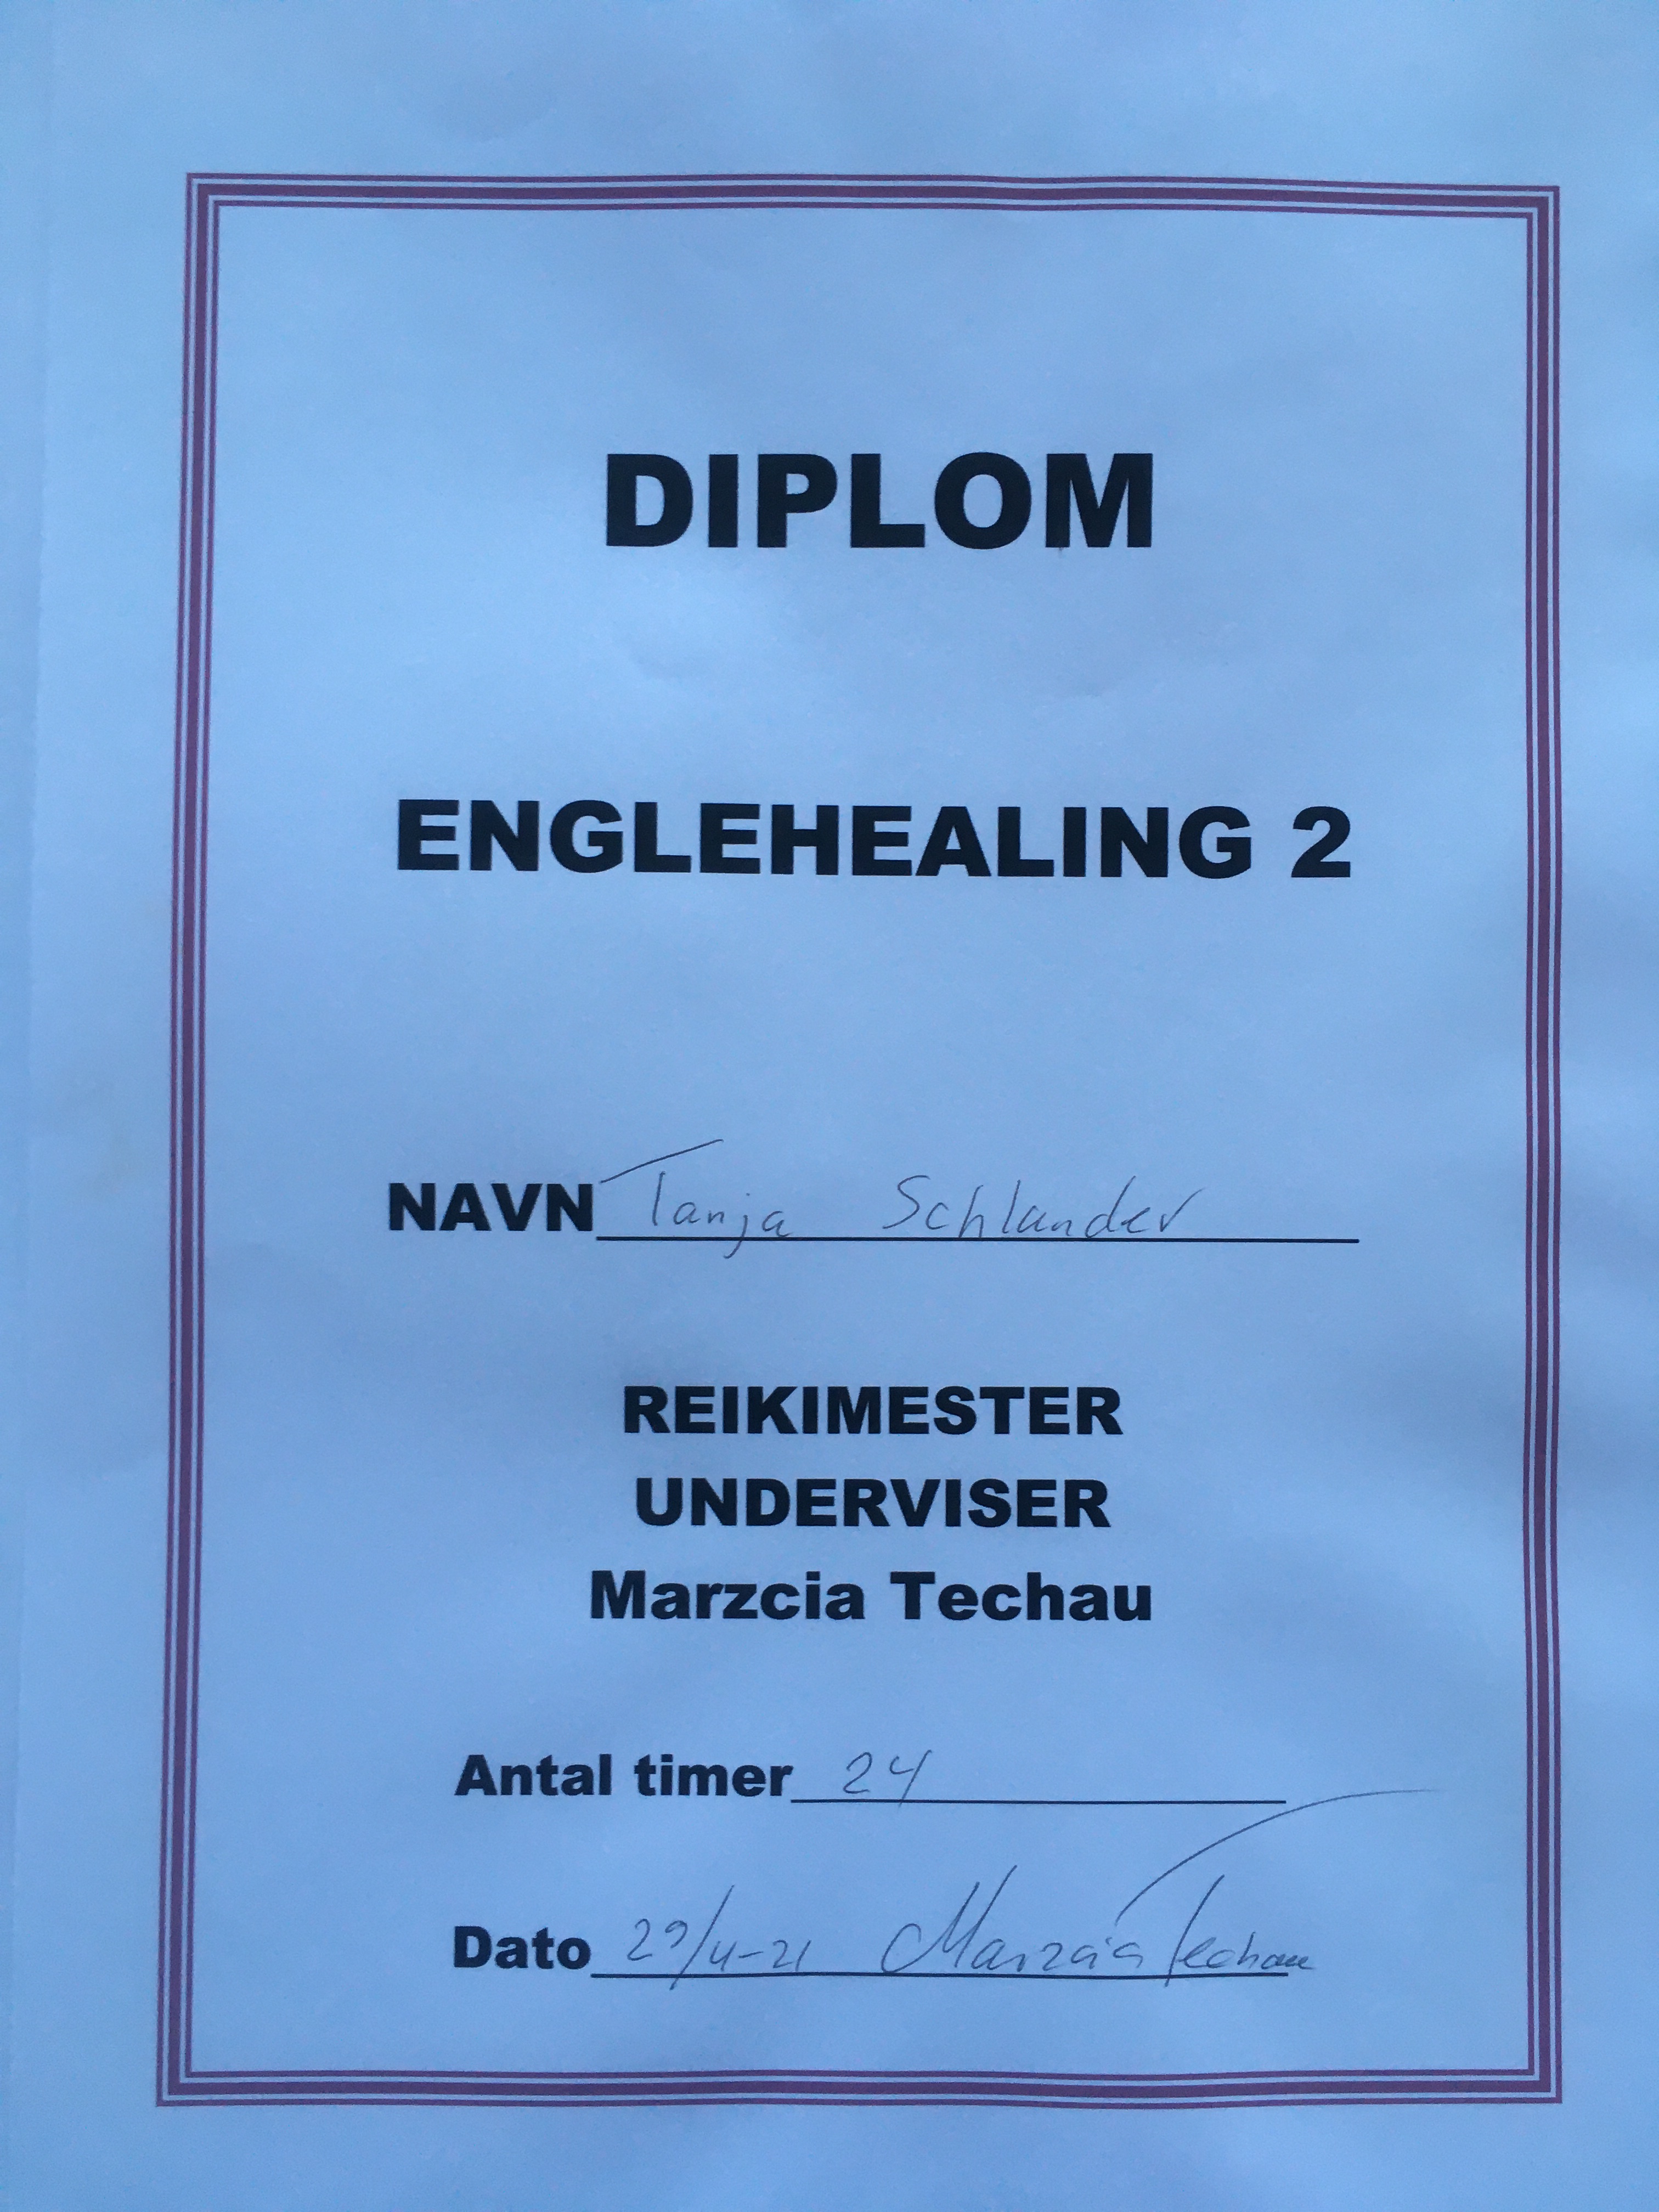 DIPLOM
ENGLEHEALING 2
NAVN Tanja Schlander
REIKIMESTER
UNDERVISER
Marzcia Techau
Antal timer 24
Dato 29/4-21 Marzcia Techau